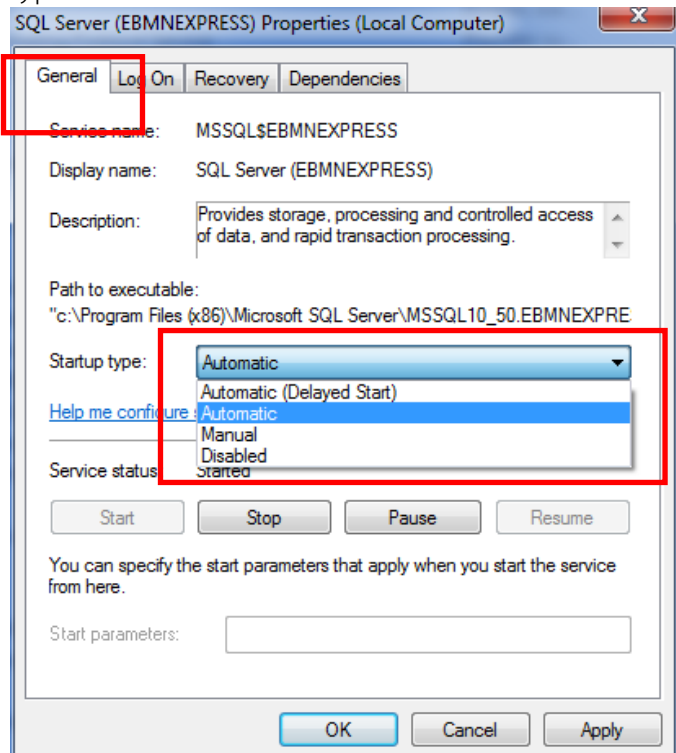 SQL Server (EBMNEXPRESS) Properties (Local Computer)
General Log On Recovery Dependencies
Service name: MSSQL$EBMNEXPRESS
Display name: SQL Server (EBMNEXPRESS)
Description: Provides storage, processing and controlled access
of data, and rapid transaction processing.
Path to executable:
"c:\Program Files (x86)\Microsoft SQL Server\MSSQL10_50.EBMNEXPRE
Startup type: Automatic
Automatic (Delayed Start)
Help me configure Automatic
Manual
Disabled
Service status Started
Start Stop Pause Resume
You can specify the start parameters that apply when you start the service
from here.
Start parameters:
OK Cancel Apply